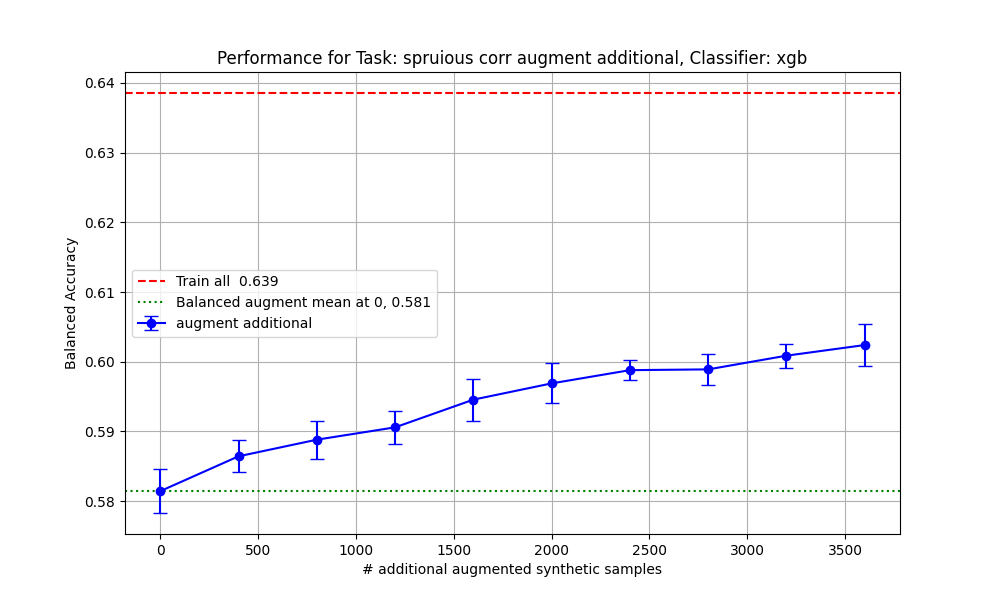 Performance for Task: spruious corr augment additional, Classifier: xgb
Balanced Accuracy
0.64
0.63
0.62
0.61
0.60
0.59
0.58
Train all  0.639
Balanced augment mean at 0, 0.581
augment additional
0 500 1000 1500 2000 2500 3000 3500
# additional augmented synthetic samples